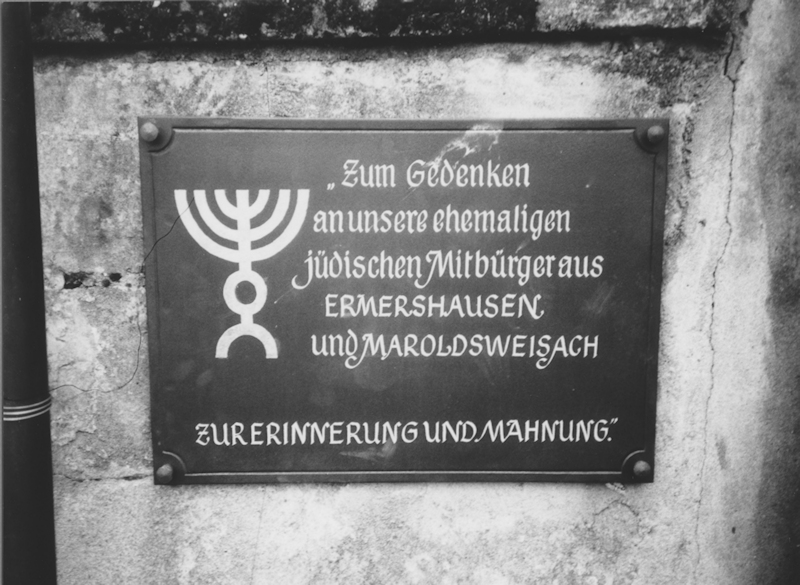 „Zum Gedenken
an unsere ehemaligen
jüdischen Mitbürger aus
ERMERSHAUSEN
und MAROLDSWEISACH
ZUR ERINNERUNG UND MAHNUNG."